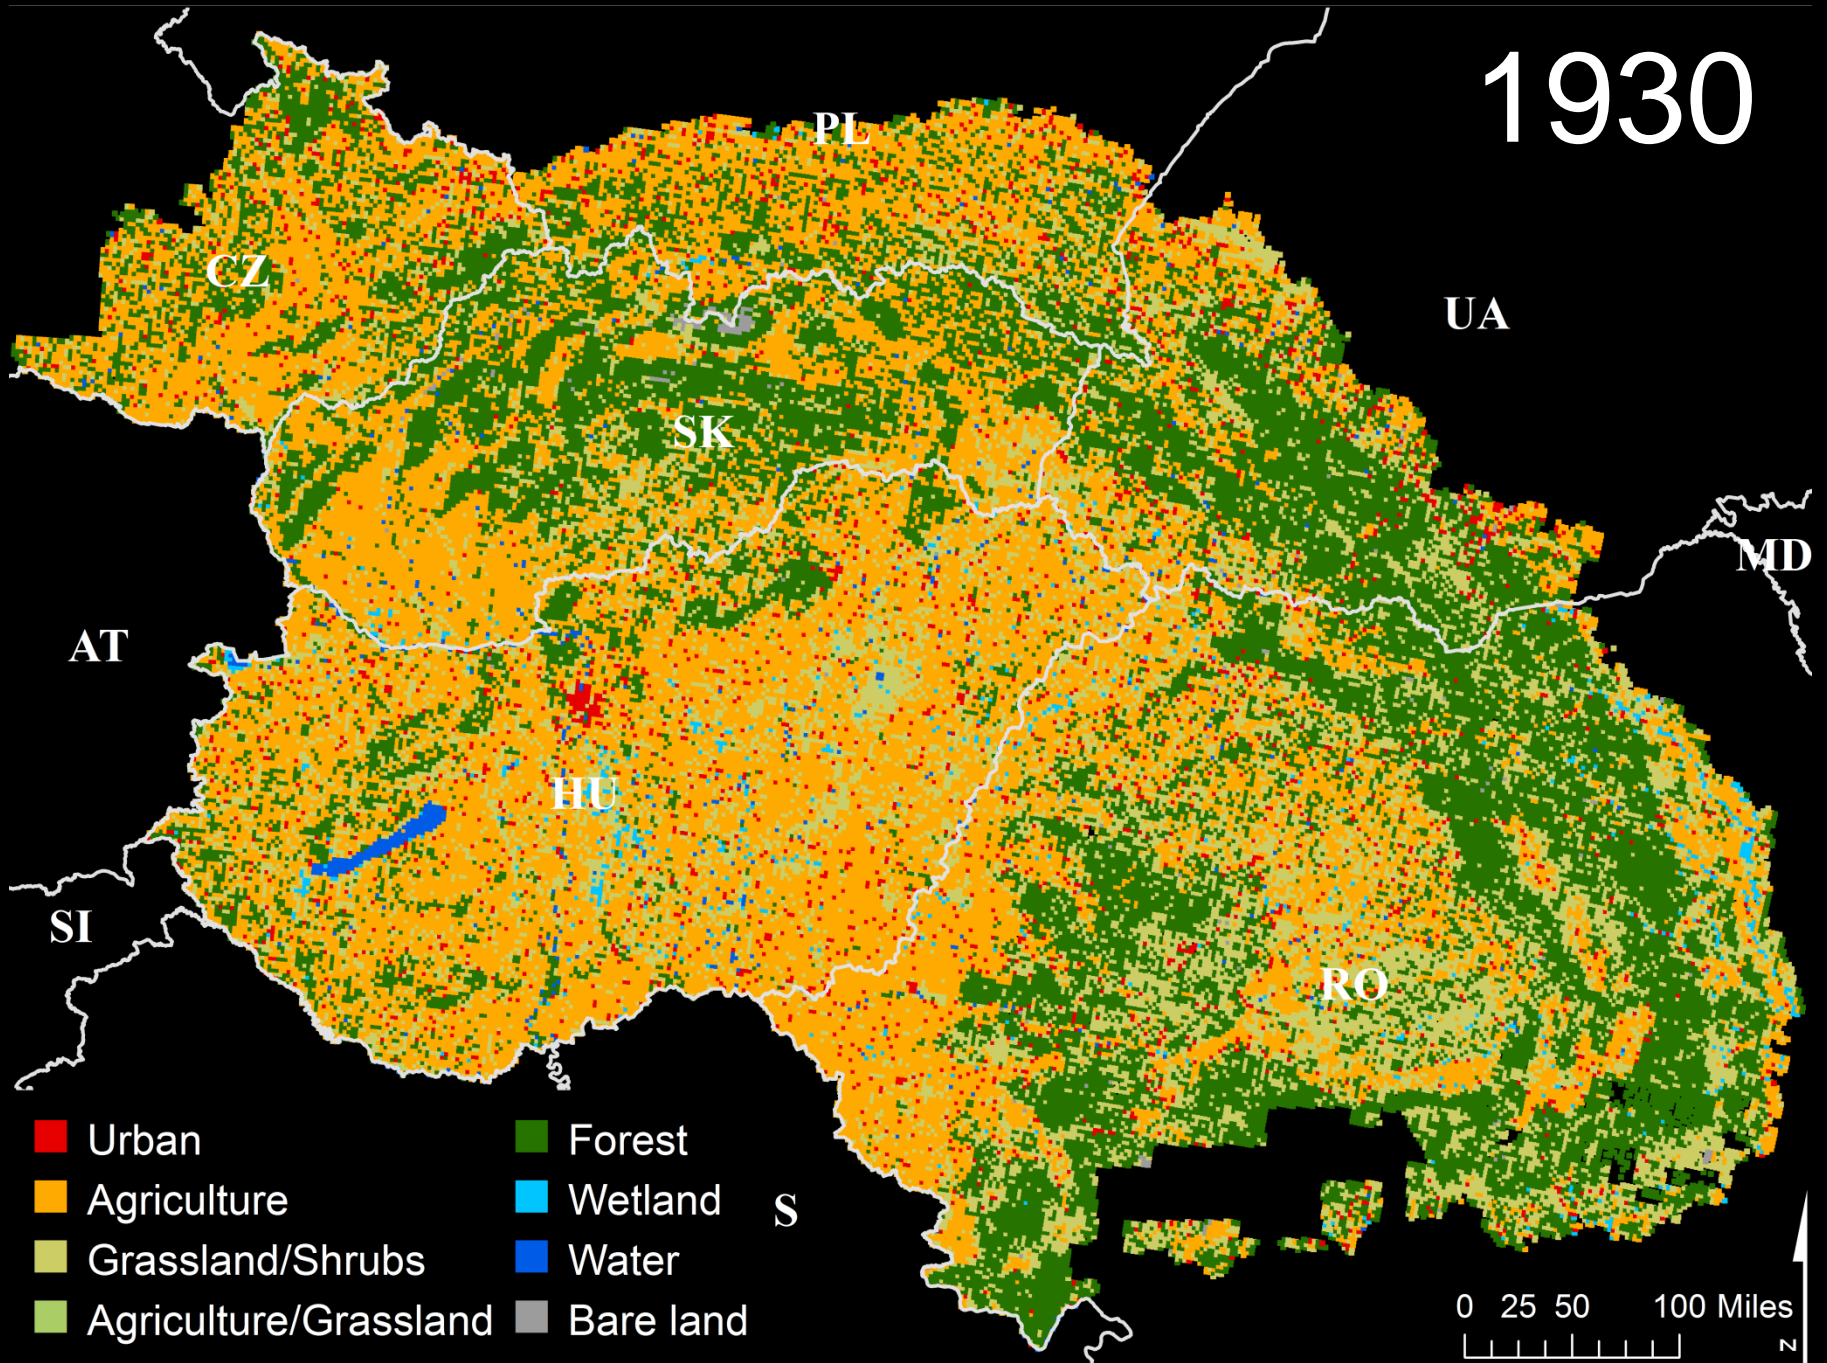 1930
PL
CZ
UA
SK
MD
AT
HU
SI
RO
S
Urban
Agriculture
Grassland/Shrubs
Agriculture/Grassland
Forest
Wetland
Water
Bare land
0 25 50 100 Miles
N